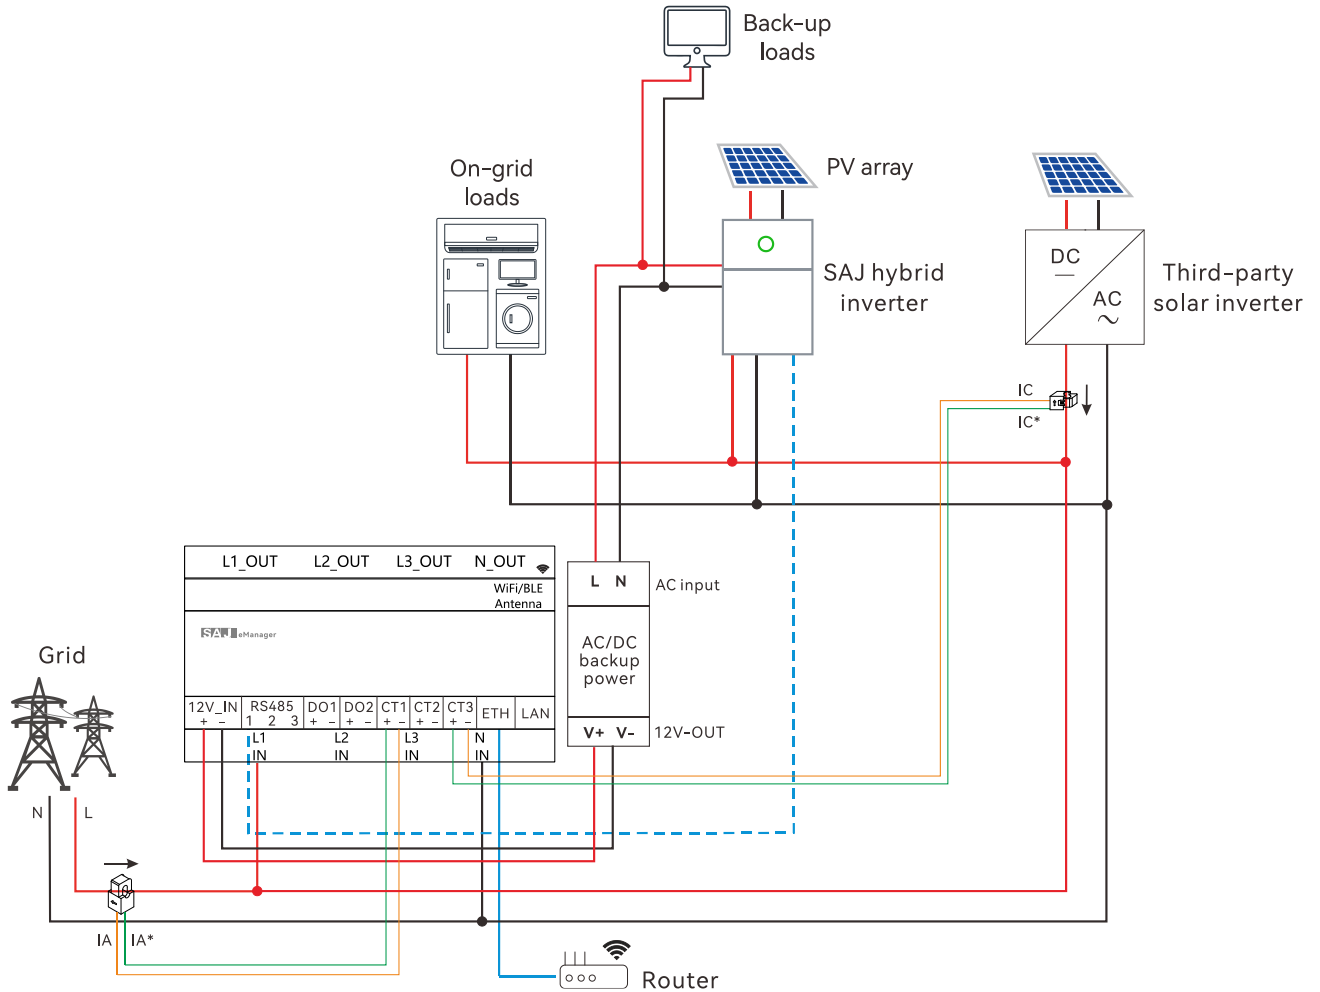 Back-up
loads
On-grid
loads
PV array
SAJ hybrid
inverter
DC
AC
Third-party
solar inverter
IC
IC*
L1_OUT L2_OUT L3_OUT N_OUT
WiFi/BLE
Antenna
SAJ eManager
12V_IN RS485 DO1 DO2 CT1 CT2 CT3 ETH LAN
+ − 1 2 3 + − + − + − + − + −
L1 L2 L3 N
IN IN IN
L N
AC input
AC/DC
backup
power
V+ V-
12V-OUT
Grid
N
L
IA
IA*
Router